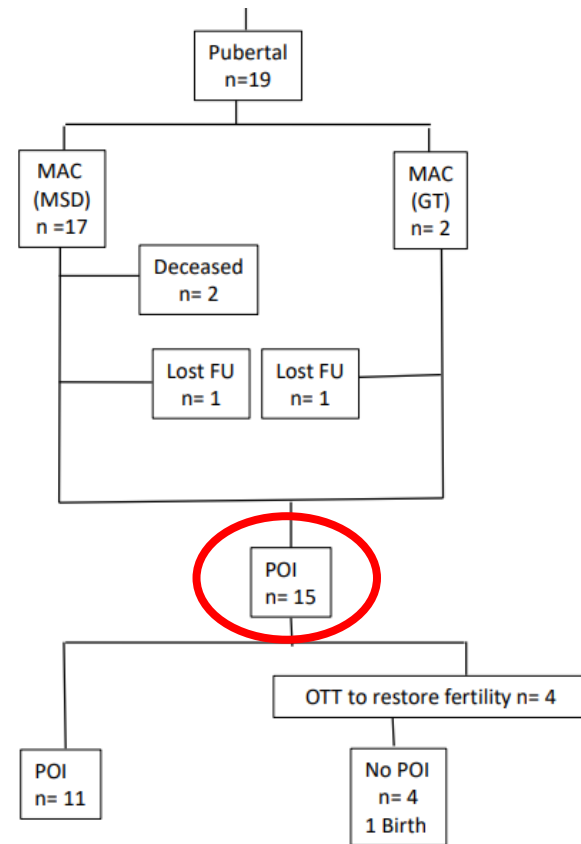 Pubertal
n=19
MAC
(MSD)
n =17
MAC
(GT)
n= 2
Deceased
n= 2
Lost FU
n= 1
Lost FU
n= 1
POI
n= 15
OTT to restore fertility n= 4
POI
n= 11
No POI
n= 4
1 Birth